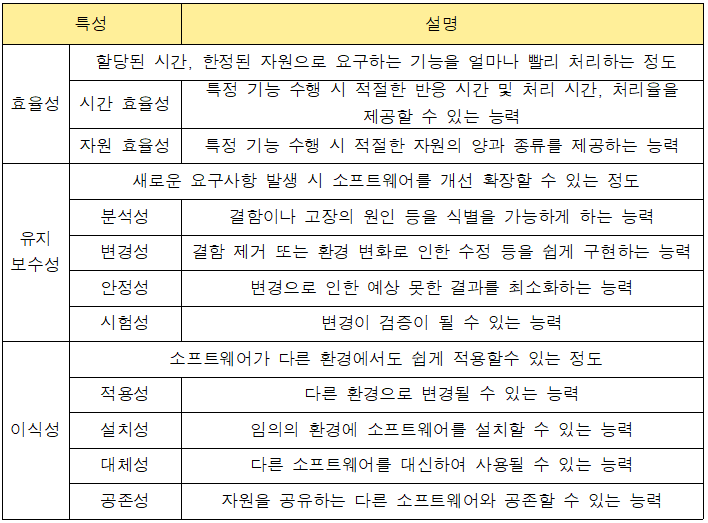 특성 설명
할당된 시간, 한정된 자원으로 요구하는 기능을 얼마나 빨리 처리하는 정도
효율성
시간 효율성
특정 기능 수행 시 적절한 반응 시간 및 처리 시간, 처리율을
제공할 수 있는 능력
자원 효율성 특정 기능 수행 시 적절한 자원의 양과 종류를 제공하는 능력
새로운 요구사항 발생 시 소프트웨어를 개선 확장할 수 있는 정도
유지
보수성
분석성 결함이나 고장의 원인 등을 식별을 가능하게 하는 능력
변경성 결함 제거 또는 환경 변화로 인한 수정 등을 쉽게 구현하는 능력
안정성 변경으로 인한 예상 못한 결과를 최소화하는 능력
시험성 변경이 검증이 될 수 있는 능력
소프트웨어가 다른 환경에서도 쉽게 적용할수 있는 정도
이식성
적용성 다른 환경으로 변경될 수 있는 능력
설치성 임의의 환경에 소프트웨어를 설치할 수 있는 능력
대체성 다른 소프트웨어를 대신하여 사용될 수 있는 능력
공존성 자원을 공유하는 다른 소프트웨어와 공존할 수 있는 능력